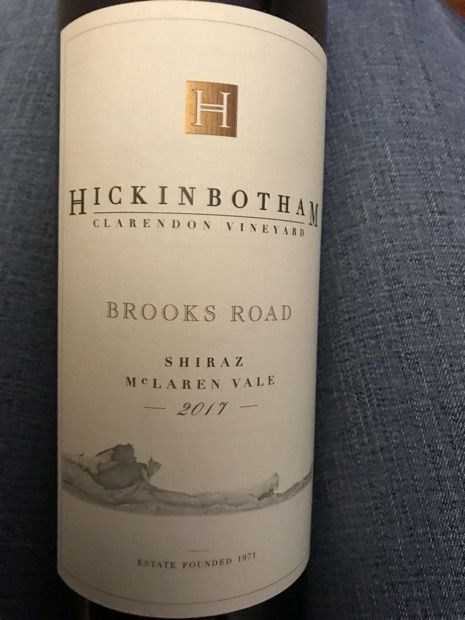 H
HICKINBOTHAM
CLARENDON VINEYARD
BROOKS ROAD
SHIRAZ
McLAREN VALE
— 2017 —
ESTATE FOUNDED 1971